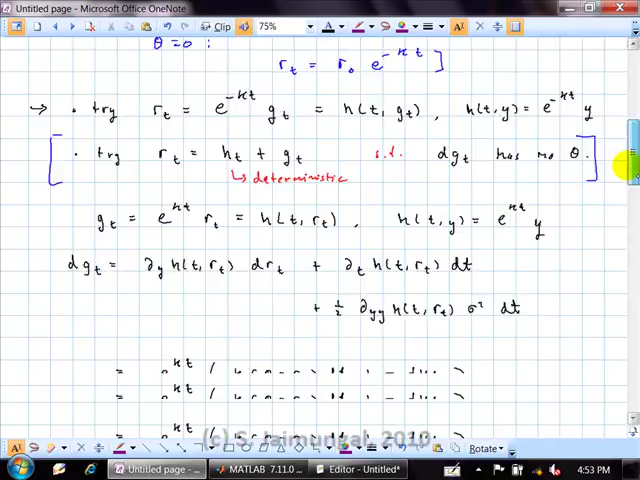 Untitled page - Microsoft Office OneNote
Clip 75%
θ=0 :
r_t = r_0 e^{-κt} ]
→ · try r_t = e^{-κt} g_t = h(t, g_t) , h(t,y) = e^{-κt} y
[ · try r_t = h_t + g_t s.t. dg_t has no θ. ]
↳ deterministic
g_t = e^{κt} r_t = h(t, r_t) , h(t,y) = e^{κt} y
dg_t = ∂_y h(t, r_t) dr_t + ∂_t h(t, r_t) dt
+ ½ ∂_yy h(t, r_t) σ² dt
(c) S. Jaimungal, 2010
Rotate
Untitled page - ... MATLAB 7.11.0 ... Editor - Untitled* 4:53 PM